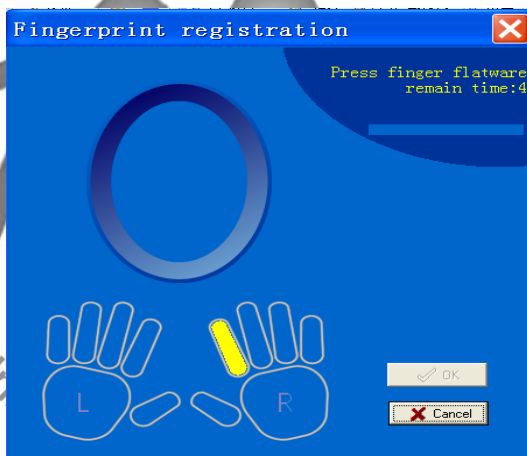 Fingerprint registration
Press finger flatware
remain time:4
L
R
OK
Cancel